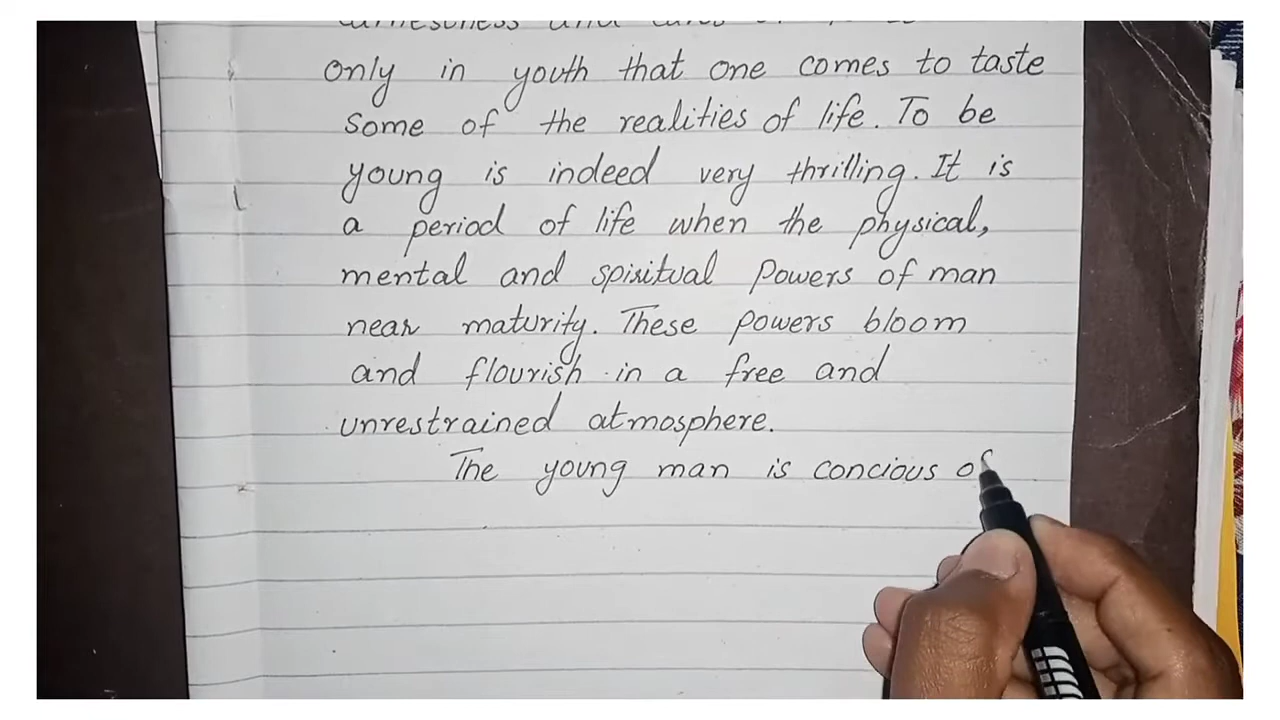 and
only in youth that one comes to taste
some of the realities of life. To be
young is indeed very thrilling. It is
a period of life when the physical,
mental and spiritual powers of man
near maturity. These powers bloom
and flourish in a free and
unrestrained atmosphere.
The young man is concious of